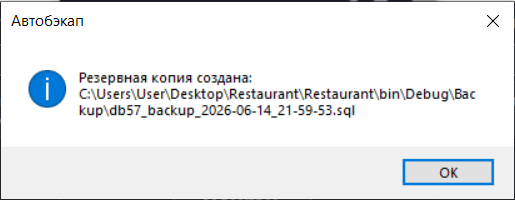 Автобэкап
Резервная копия создана:
C:\Users\User\Desktop\Restaurant\Restaurant\bin\Debug\Bac
kup\db57_backup_2026-06-14_21-59-53.sql
OK